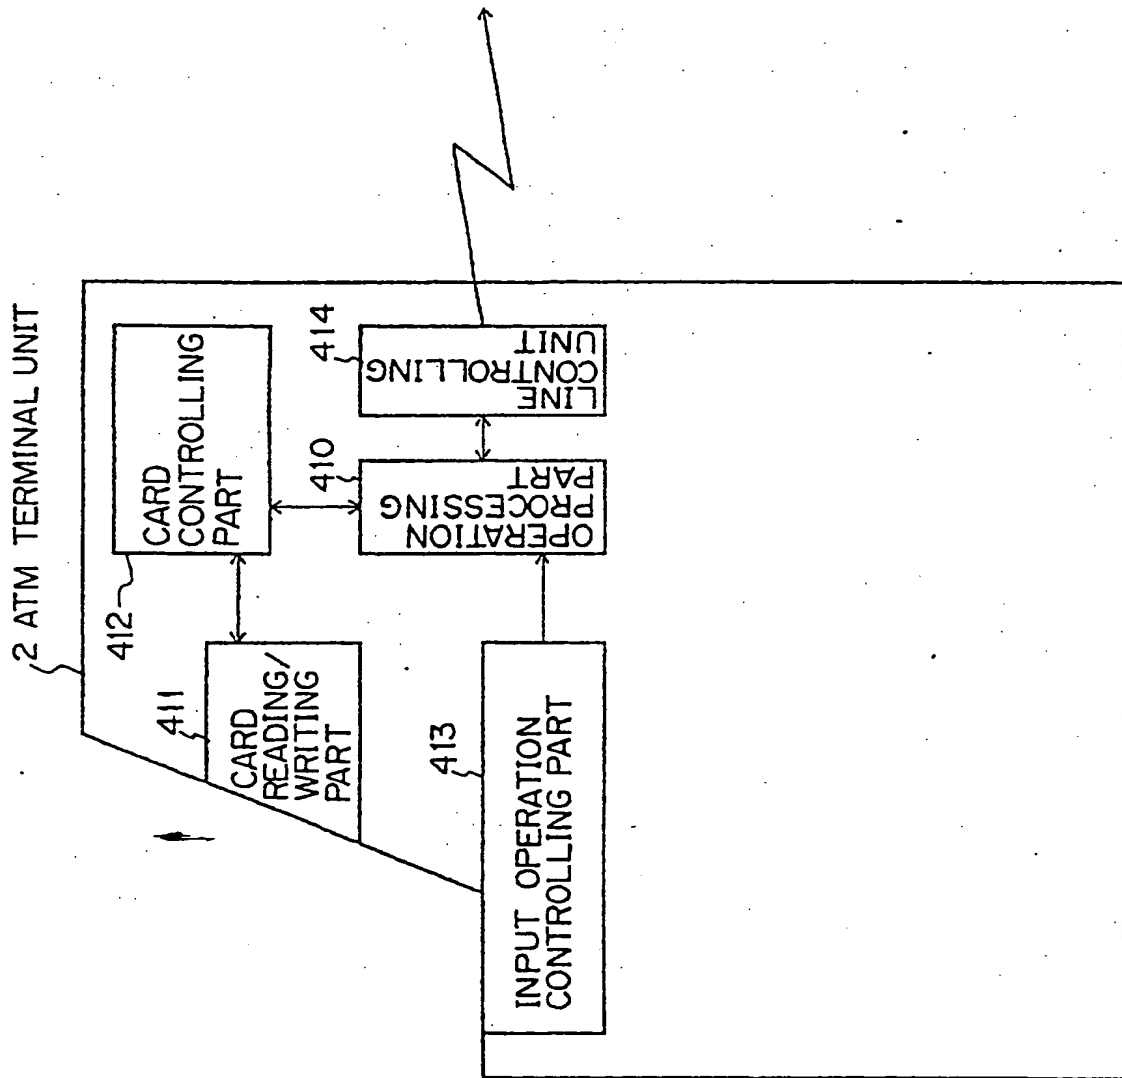 2 ATM TERMINAL UNIT
412
CARD
CONTROLLING
PART
411
CARD
READING/
WRITING
PART
414
LINE
CONTROLLING
UNIT
410
OPERATION
PROCESSING
PART
413
INPUT OPERATION
CONTROLLING PART